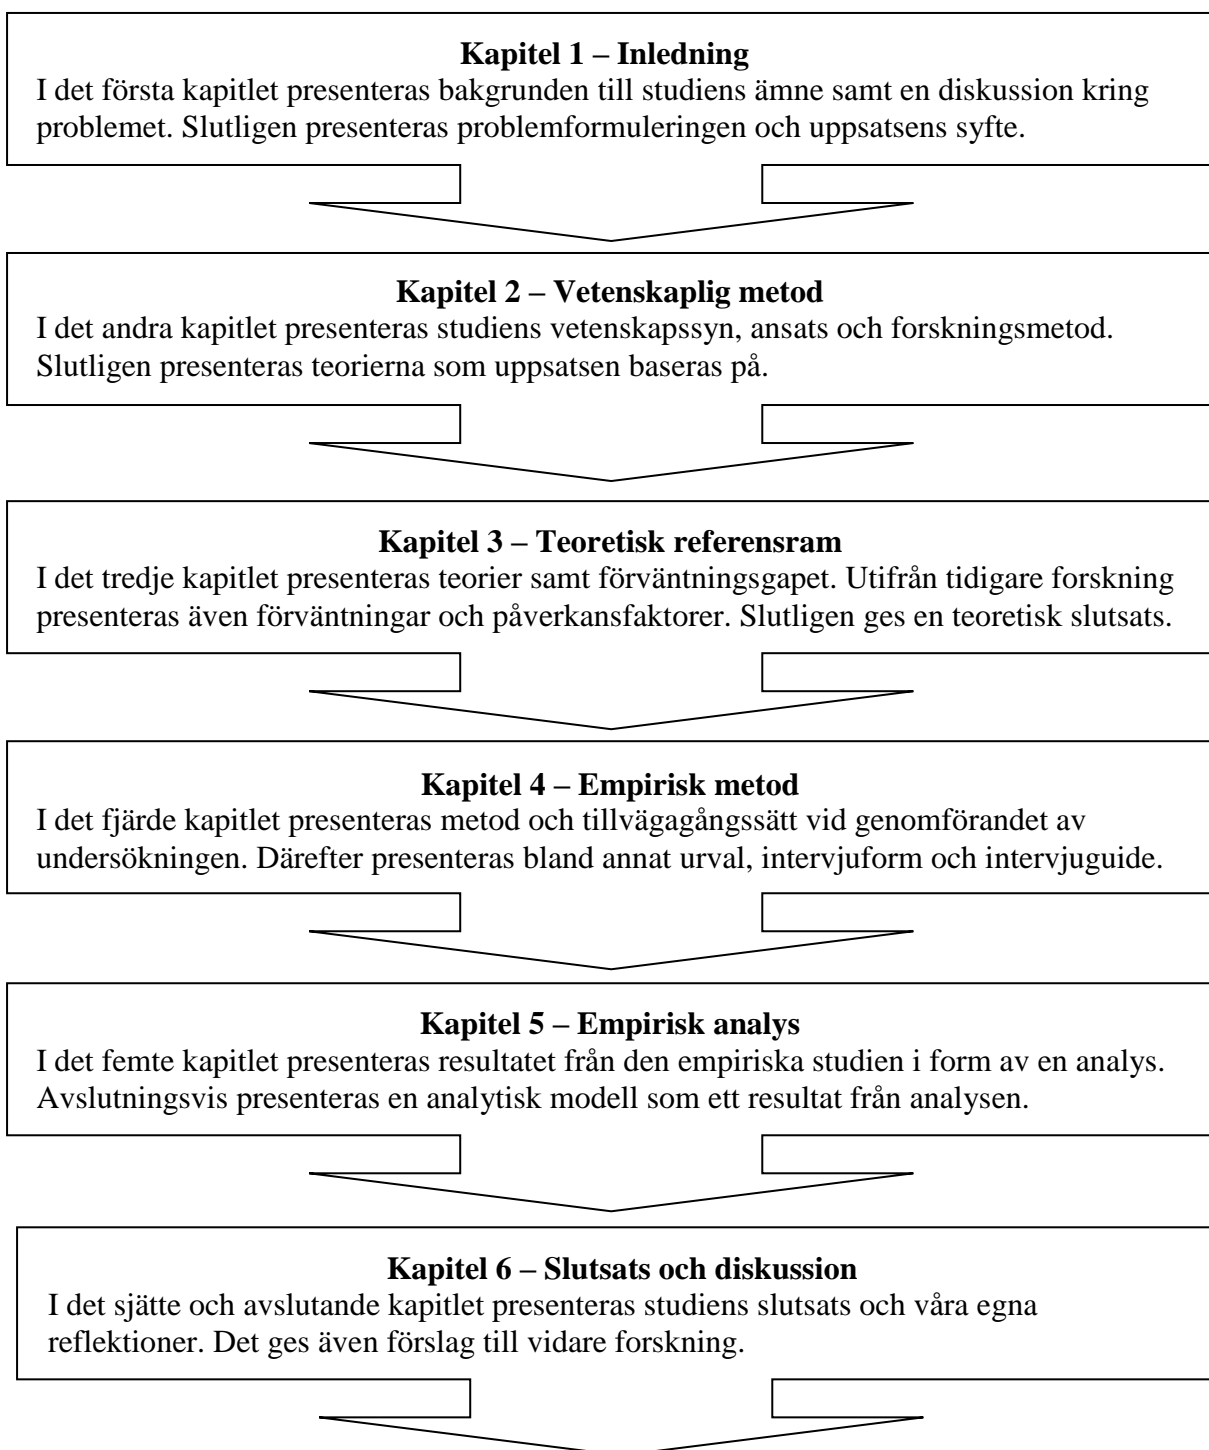 Kapitel 1 – Inledning
I det första kapitlet presenteras bakgrunden till studiens ämne samt en diskussion kring
problemet. Slutligen presenteras problemformuleringen och uppsatsens syfte.
Kapitel 2 – Vetenskaplig metod
I det andra kapitlet presenteras studiens vetenskapssyn, ansats och forskningsmetod.
Slutligen presenteras teorierna som uppsatsen baseras på.
Kapitel 3 – Teoretisk referensram
I det tredje kapitlet presenteras teorier samt förväntningsgapet. Utifrån tidigare forskning
presenteras även förväntningar och påverkansfaktorer. Slutligen ges en teoretisk slutsats.
Kapitel 4 – Empirisk metod
I det fjärde kapitlet presenteras metod och tillvägagångssätt vid genomförandet av
undersökningen. Därefter presenteras bland annat urval, intervjuform och intervjuguide.
Kapitel 5 – Empirisk analys
I det femte kapitlet presenteras resultatet från den empiriska studien i form av en analys.
Avslutningsvis presenteras en analytisk modell som ett resultat från analysen.
Kapitel 6 – Slutsats och diskussion
I det sjätte och avslutande kapitlet presenteras studiens slutsats och våra egna
reflektioner. Det ges även förslag till vidare forskning.